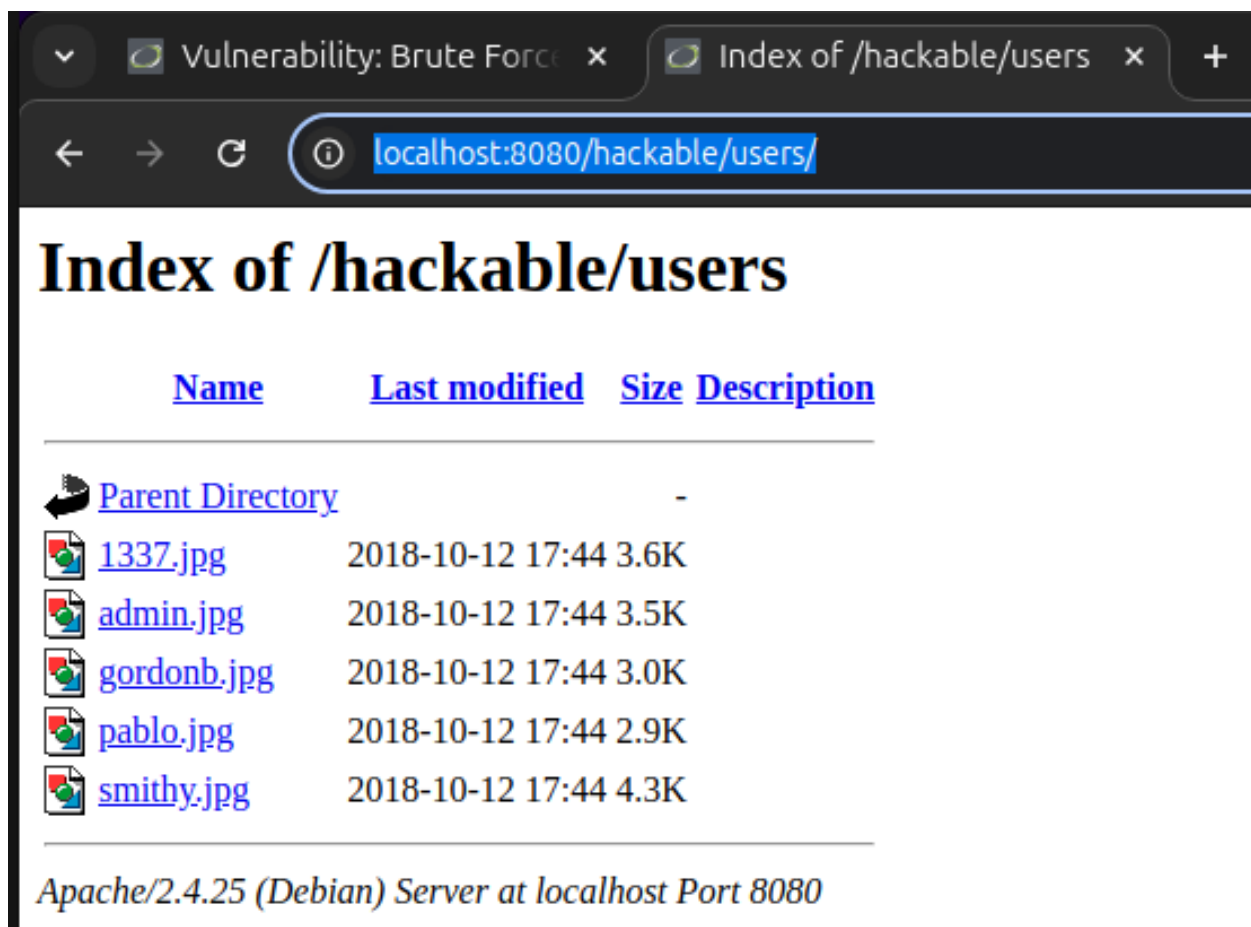 Vulnerability: Brute Force
Index of /hackable/users
localhost:8080/hackable/users/
Index of /hackable/users
Name Last modified Size Description
Parent Directory -
1337.jpg 2018-10-12 17:44 3.6K
admin.jpg 2018-10-12 17:44 3.5K
gordonb.jpg 2018-10-12 17:44 3.0K
pablo.jpg 2018-10-12 17:44 2.9K
smithy.jpg 2018-10-12 17:44 4.3K
Apache/2.4.25 (Debian) Server at localhost Port 8080